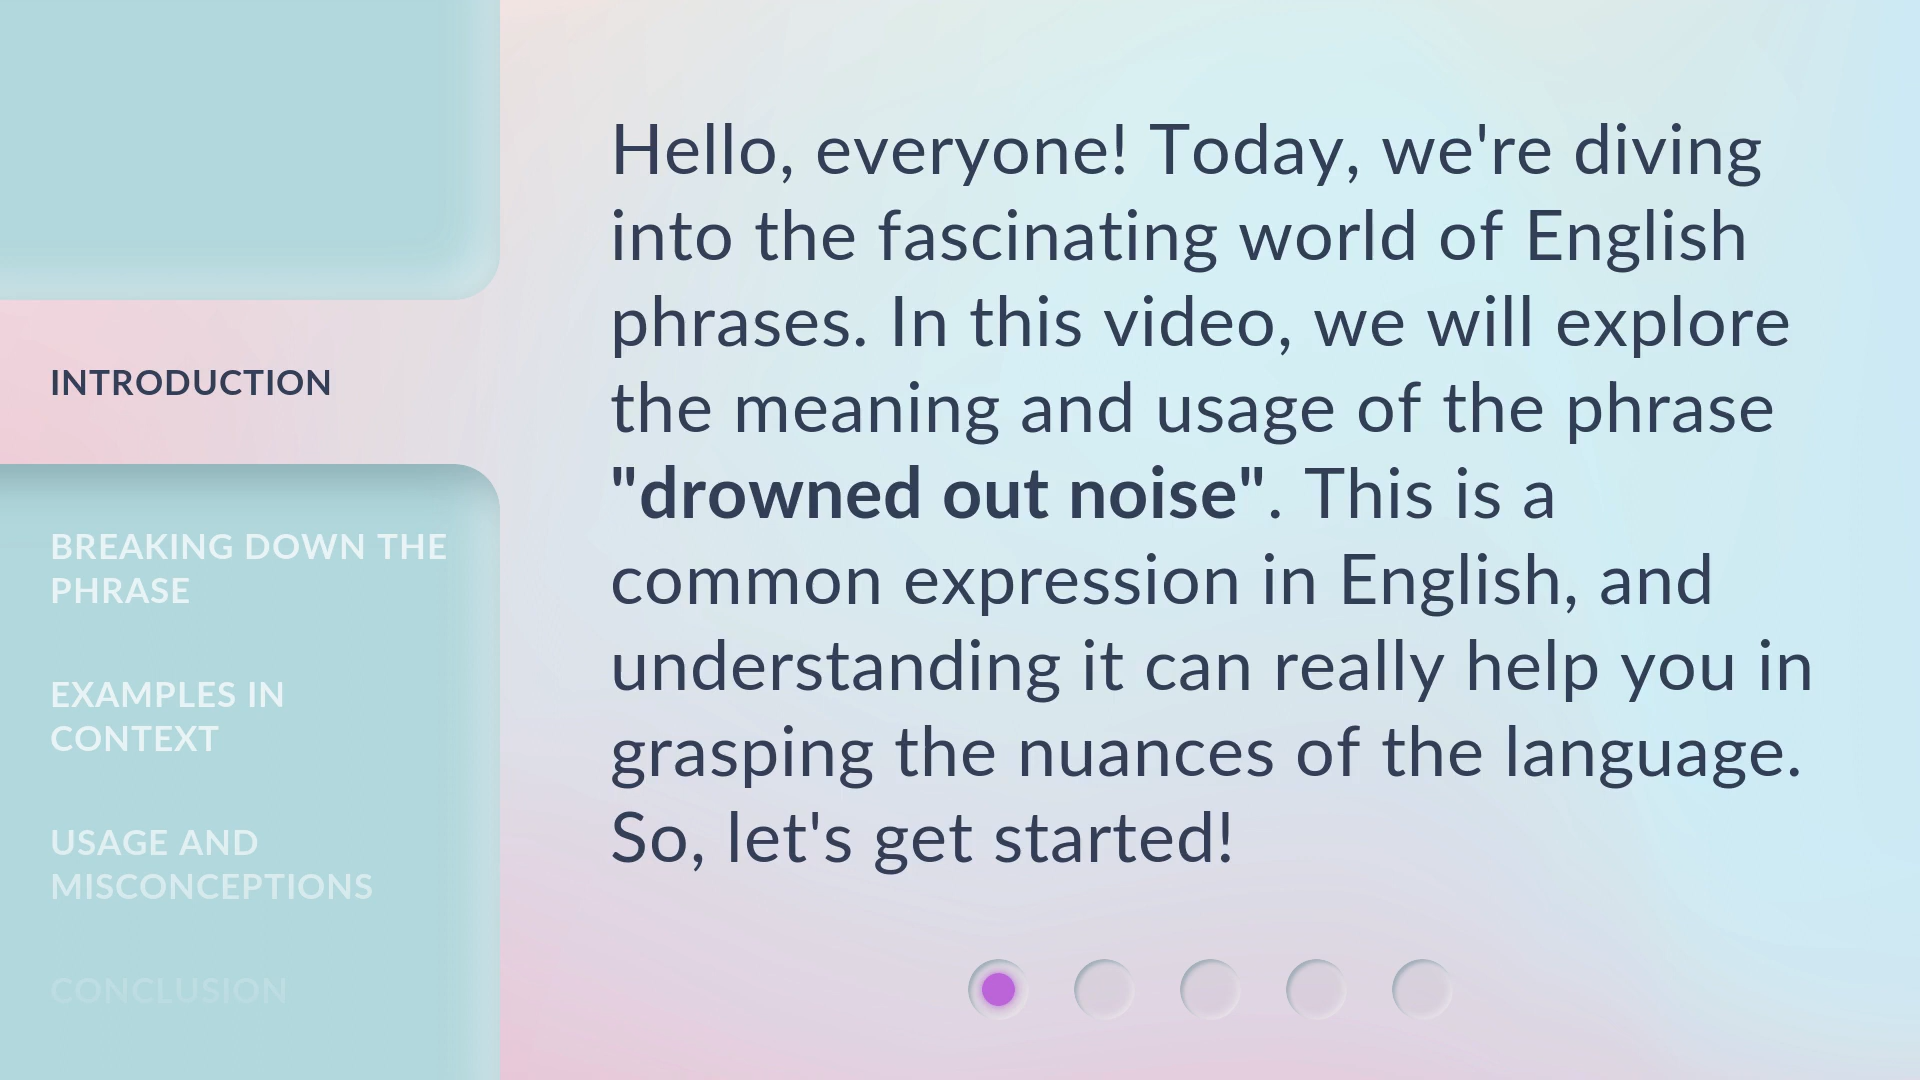 INTRODUCTION
BREAKING DOWN THE
PHRASE
EXAMPLES IN
CONTEXT
USAGE AND
MISCONCEPTIONS
CONCLUSION
Hello, everyone! Today, we're diving
into the fascinating world of English
phrases. In this video, we will explore
the meaning and usage of the phrase
"drowned out noise". This is a
common expression in English, and
understanding it can really help you in
grasping the nuances of the language.
So, let's get started!